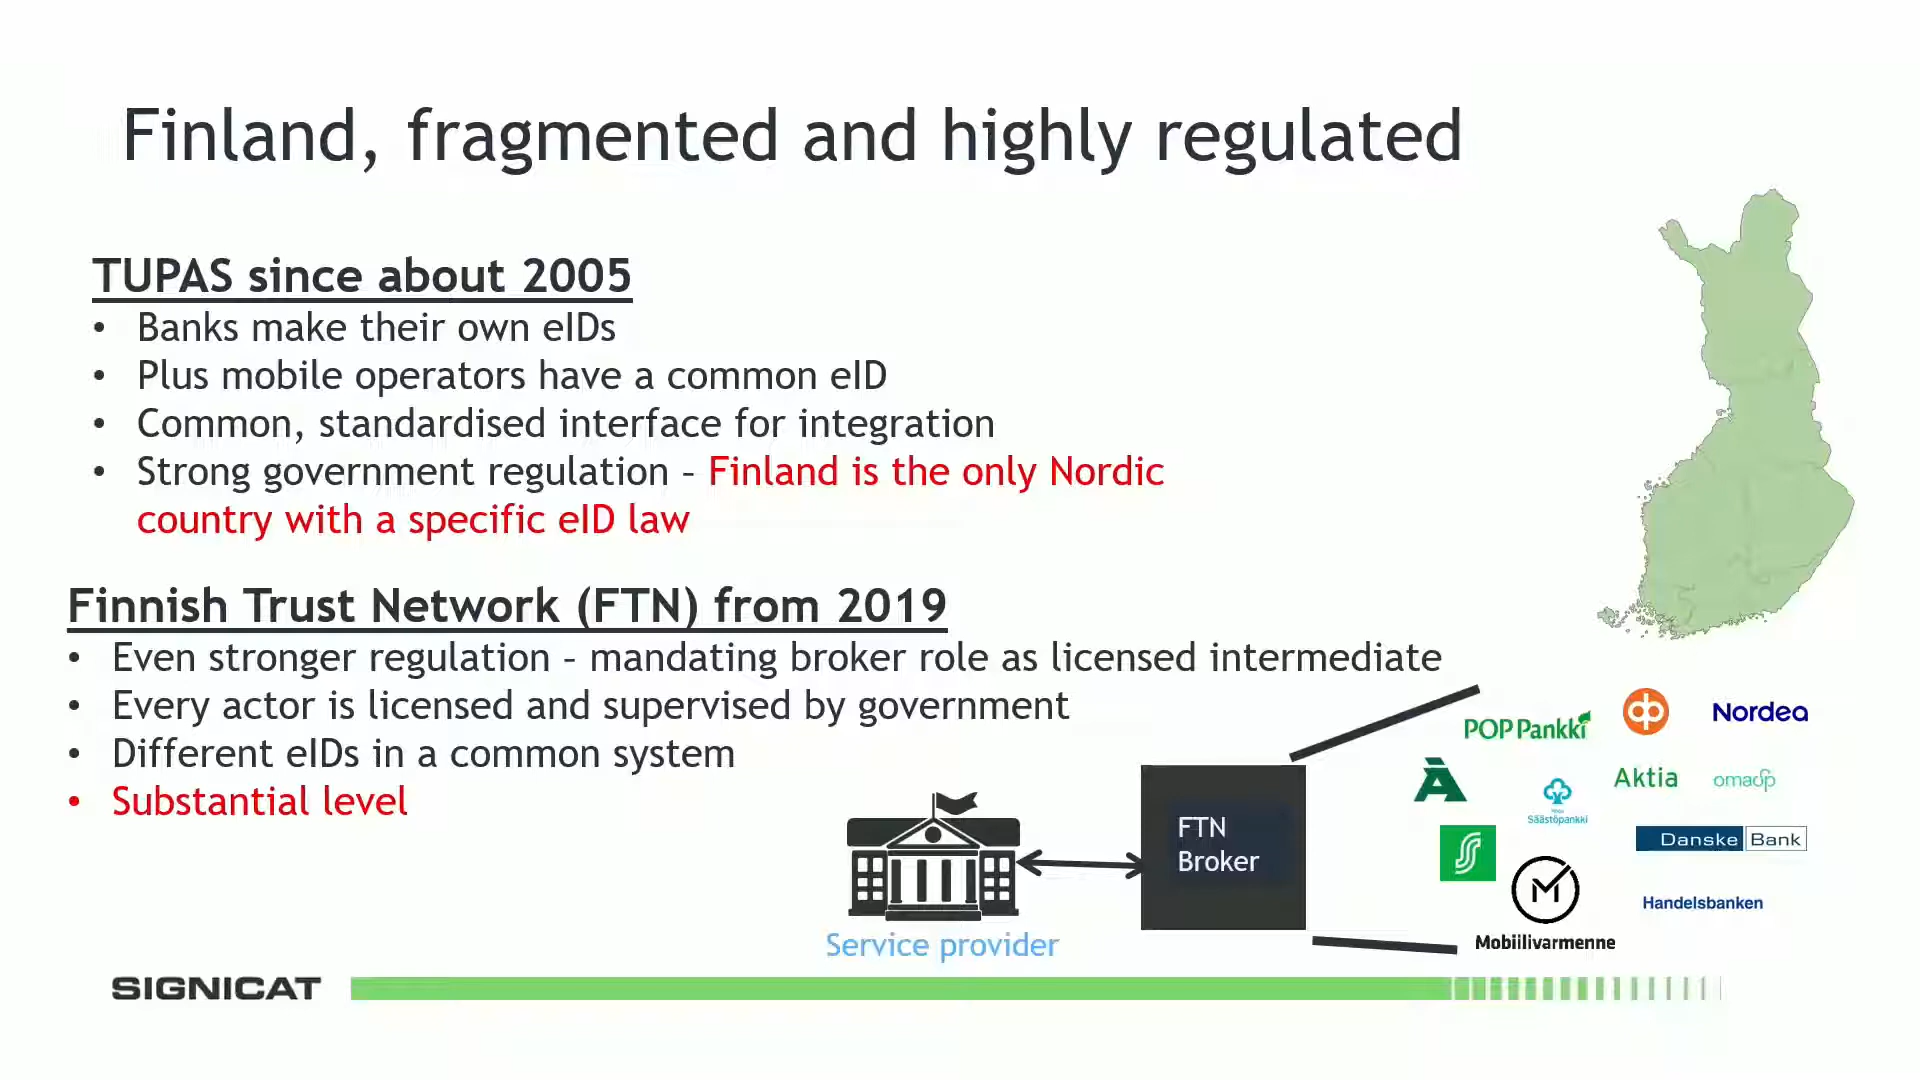 Finland, fragmented and highly regulated
TUPAS since about 2005
• Banks make their own eIDs
• Plus mobile operators have a common eID
• Common, standardised interface for integration
• Strong government regulation – Finland is the only Nordic
country with a specific eID law
Finnish Trust Network (FTN) from 2019
• Even stronger regulation – mandating broker role as licensed intermediate
• Every actor is licensed and supervised by government
• Different eIDs in a common system
• Substantial level
Service provider
FTN
Broker
POP Pankki
op
Nordea
Å
Säästöpankki
Aktia
omasp
S
Danske Bank
M
Mobiilivarmenne
Handelsbanken
SIGNICAT